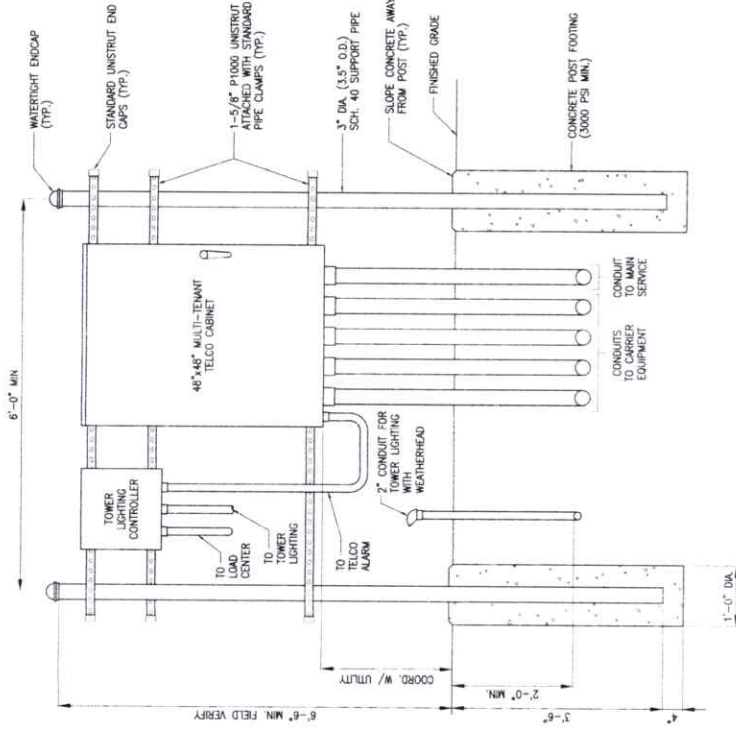 WATERTIGHT ENDCAP
(TYP.)
STANDARD UNISTRUT END
CAPS (TYP.)
1-5/8" P1000 UNISTRUT
ATTACHED WITH STANDARD
PIPE CLAMPS (TYP.)
3" DIA. (3.5" O.D.)
SCH. 40 SUPPORT PIPE
SLOPE CONCRETE AWAY
FROM POST (TYP.)
FINISHED GRADE
CONCRETE POST FOOTING
(3000 PSI MIN.)
6'-0" MIN
48"x48" MULTI-TENANT
TELCO CABINET
TOWER
LIGHTING
CONTROLLER
TO
LOAD
CENTER
TO
TOWER
LIGHTING
TO
TELCO
ALARM
2" CONDUIT FOR
TOWER LIGHTING
WITH
WEATHERHEAD
CONDUITS
TO CARRIER
EQUIPMENT
CONDUIT
TO MAIN
SERVICE
6'-6" MIN. FIELD VERIFY
COORD. W/ UTILITY
2'-0" MIN.
3'-6"
4"
1'-0" DIA.